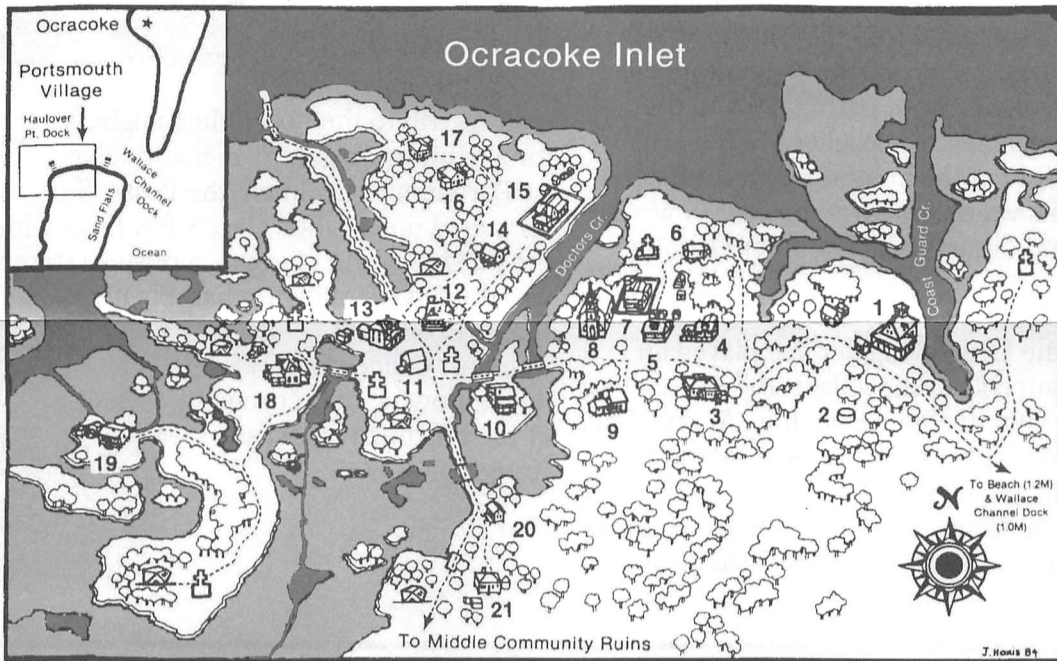 Ocracoke
Portsmouth
Village
Haulover
Pt. Dock
Wallace
Channel
Dock
Sand Flats
Ocean
Ocracoke Inlet
17
16
15
14
Doctors Cr.
6
Coast Guard Cr.
13
12
1
7
8
5
4
11
18
10
9
3
2
19
To Beach (1.2M)
& Wallace
Channel Dock
(1.0M)
N
20
21
To Middle Community Ruins
J. Howis 84